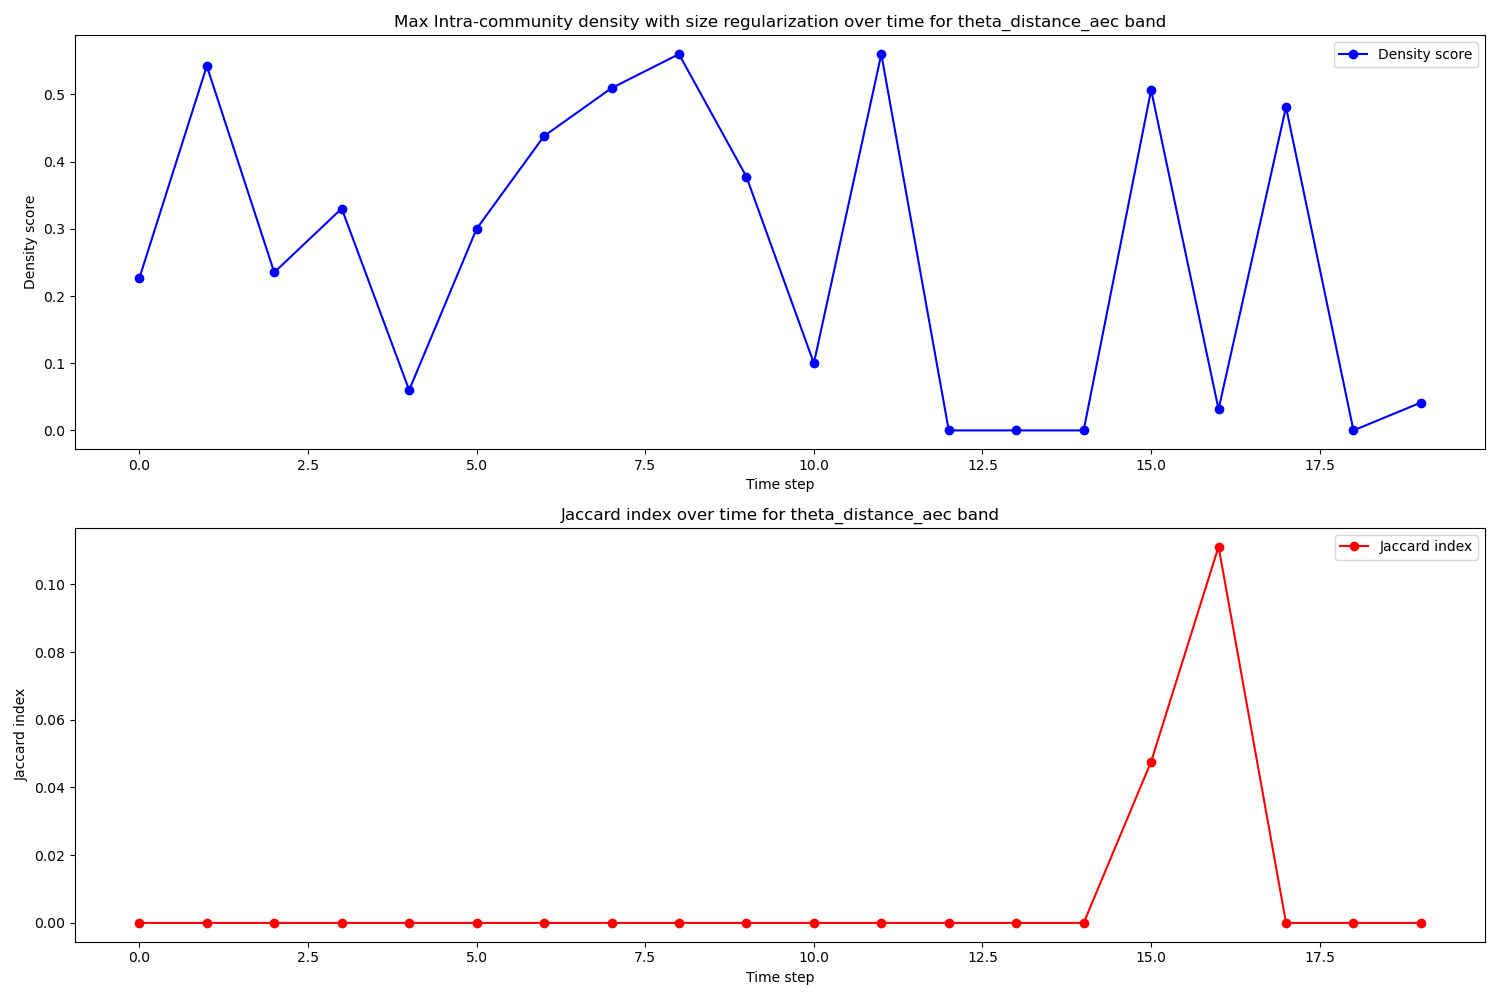 Max Intra-community density with size regularization over time for theta_distance_aec band
Density score
Density score
0.5
0.4
0.3
0.2
0.1
0.0
0.0 2.5 5.0 7.5 10.0 12.5 15.0 17.5
Time step
Jaccard index over time for theta_distance_aec band
Jaccard index
Jaccard index
0.10
0.08
0.06
0.04
0.02
0.00
0.0 2.5 5.0 7.5 10.0 12.5 15.0 17.5
Time step